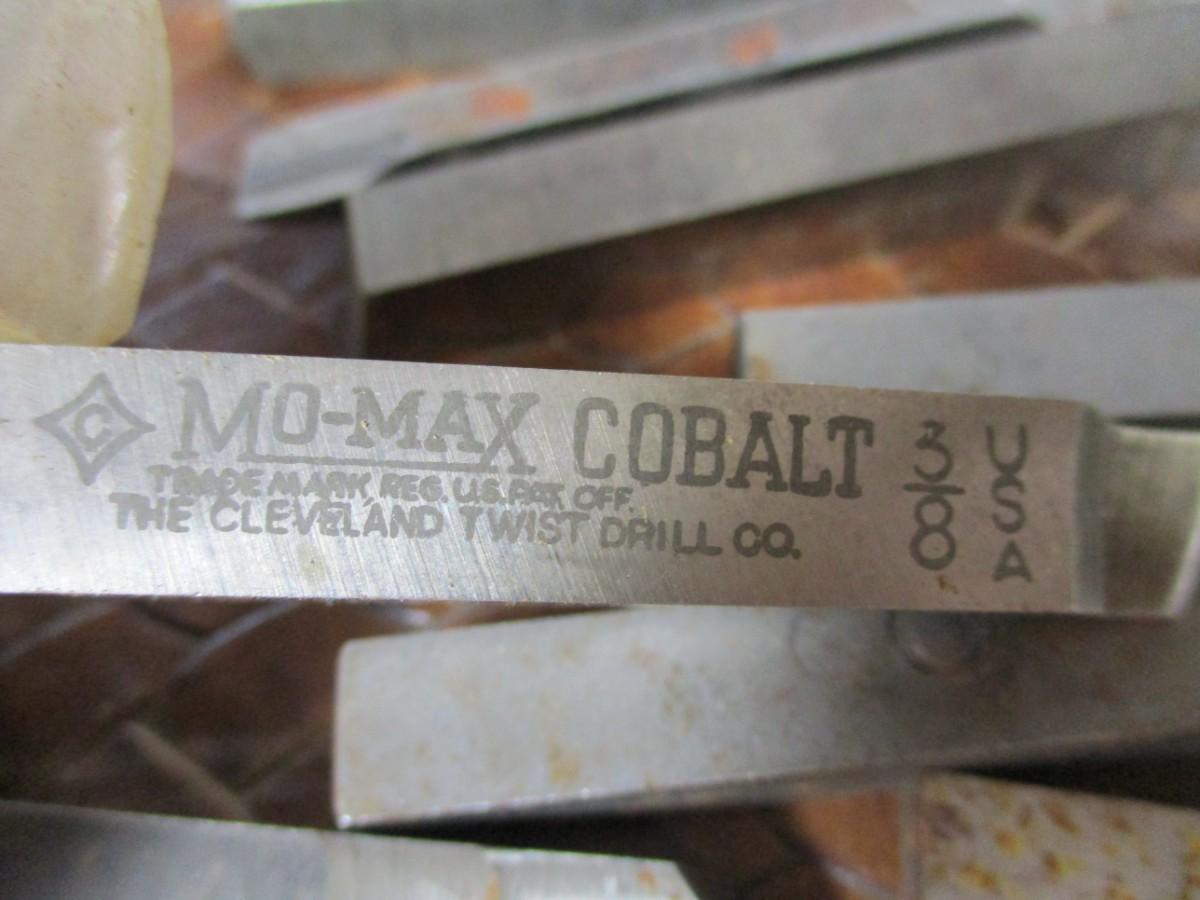 C MO-MAX COBALT 3/8 USA
TRADE MARK REG. U.S. PAT. OFF.
THE CLEVELAND TWIST DRILL CO.